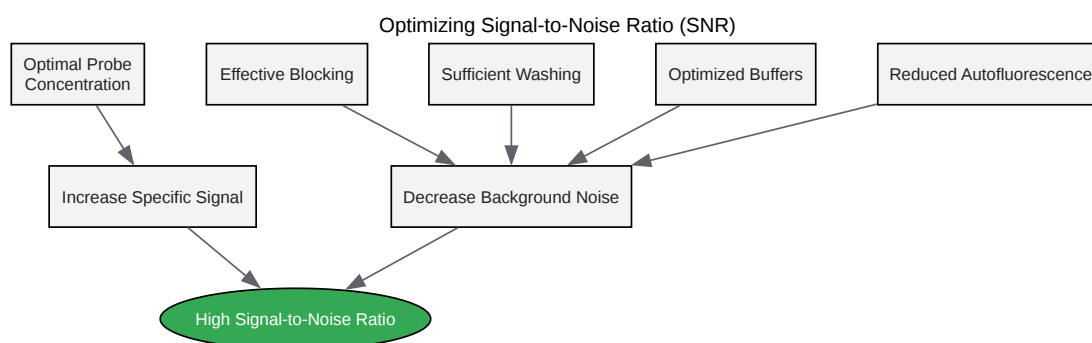 Optimizing Signal-to-Noise Ratio (SNR)
Optimal Probe
Concentration
Effective Blocking
Sufficient Washing
Optimized Buffers
Reduced Autofluorescence
Increase Specific Signal
Decrease Background Noise
High Signal-to-Noise Ratio